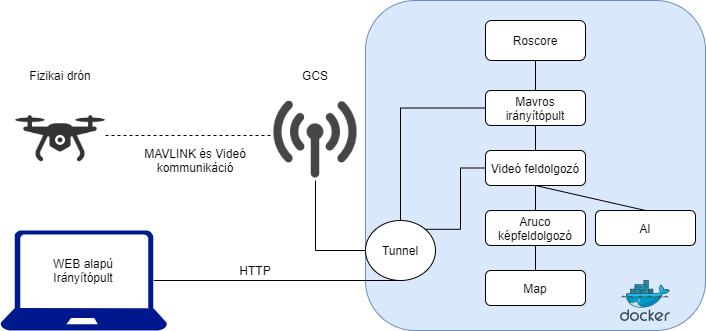 Fizikai drón
GCS
MAVLINK és Videó
kommunikáció
WEB alapú
Irányítópult
HTTP
Tunnel
Roscore
Mavros
irányítópult
Videó feldolgozó
Aruco
képfeldolgozó
AI
Map
docker